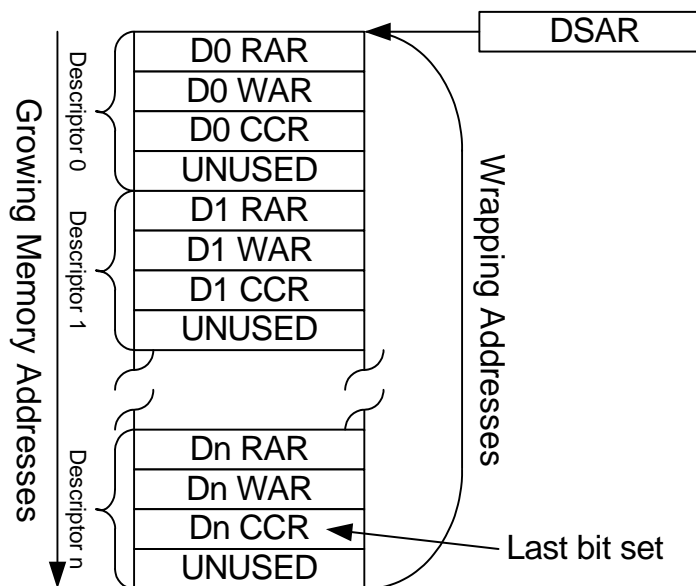 DSAR
D0 RAR
D0 WAR
D0 CCR
UNUSED
Descriptor 0
D1 RAR
D1 WAR
D1 CCR
UNUSED
Descriptor 1
Dn RAR
Dn WAR
Dn CCR
UNUSED
Descriptor n
Growing Memory Addresses
Wrapping Addresses
Last bit set